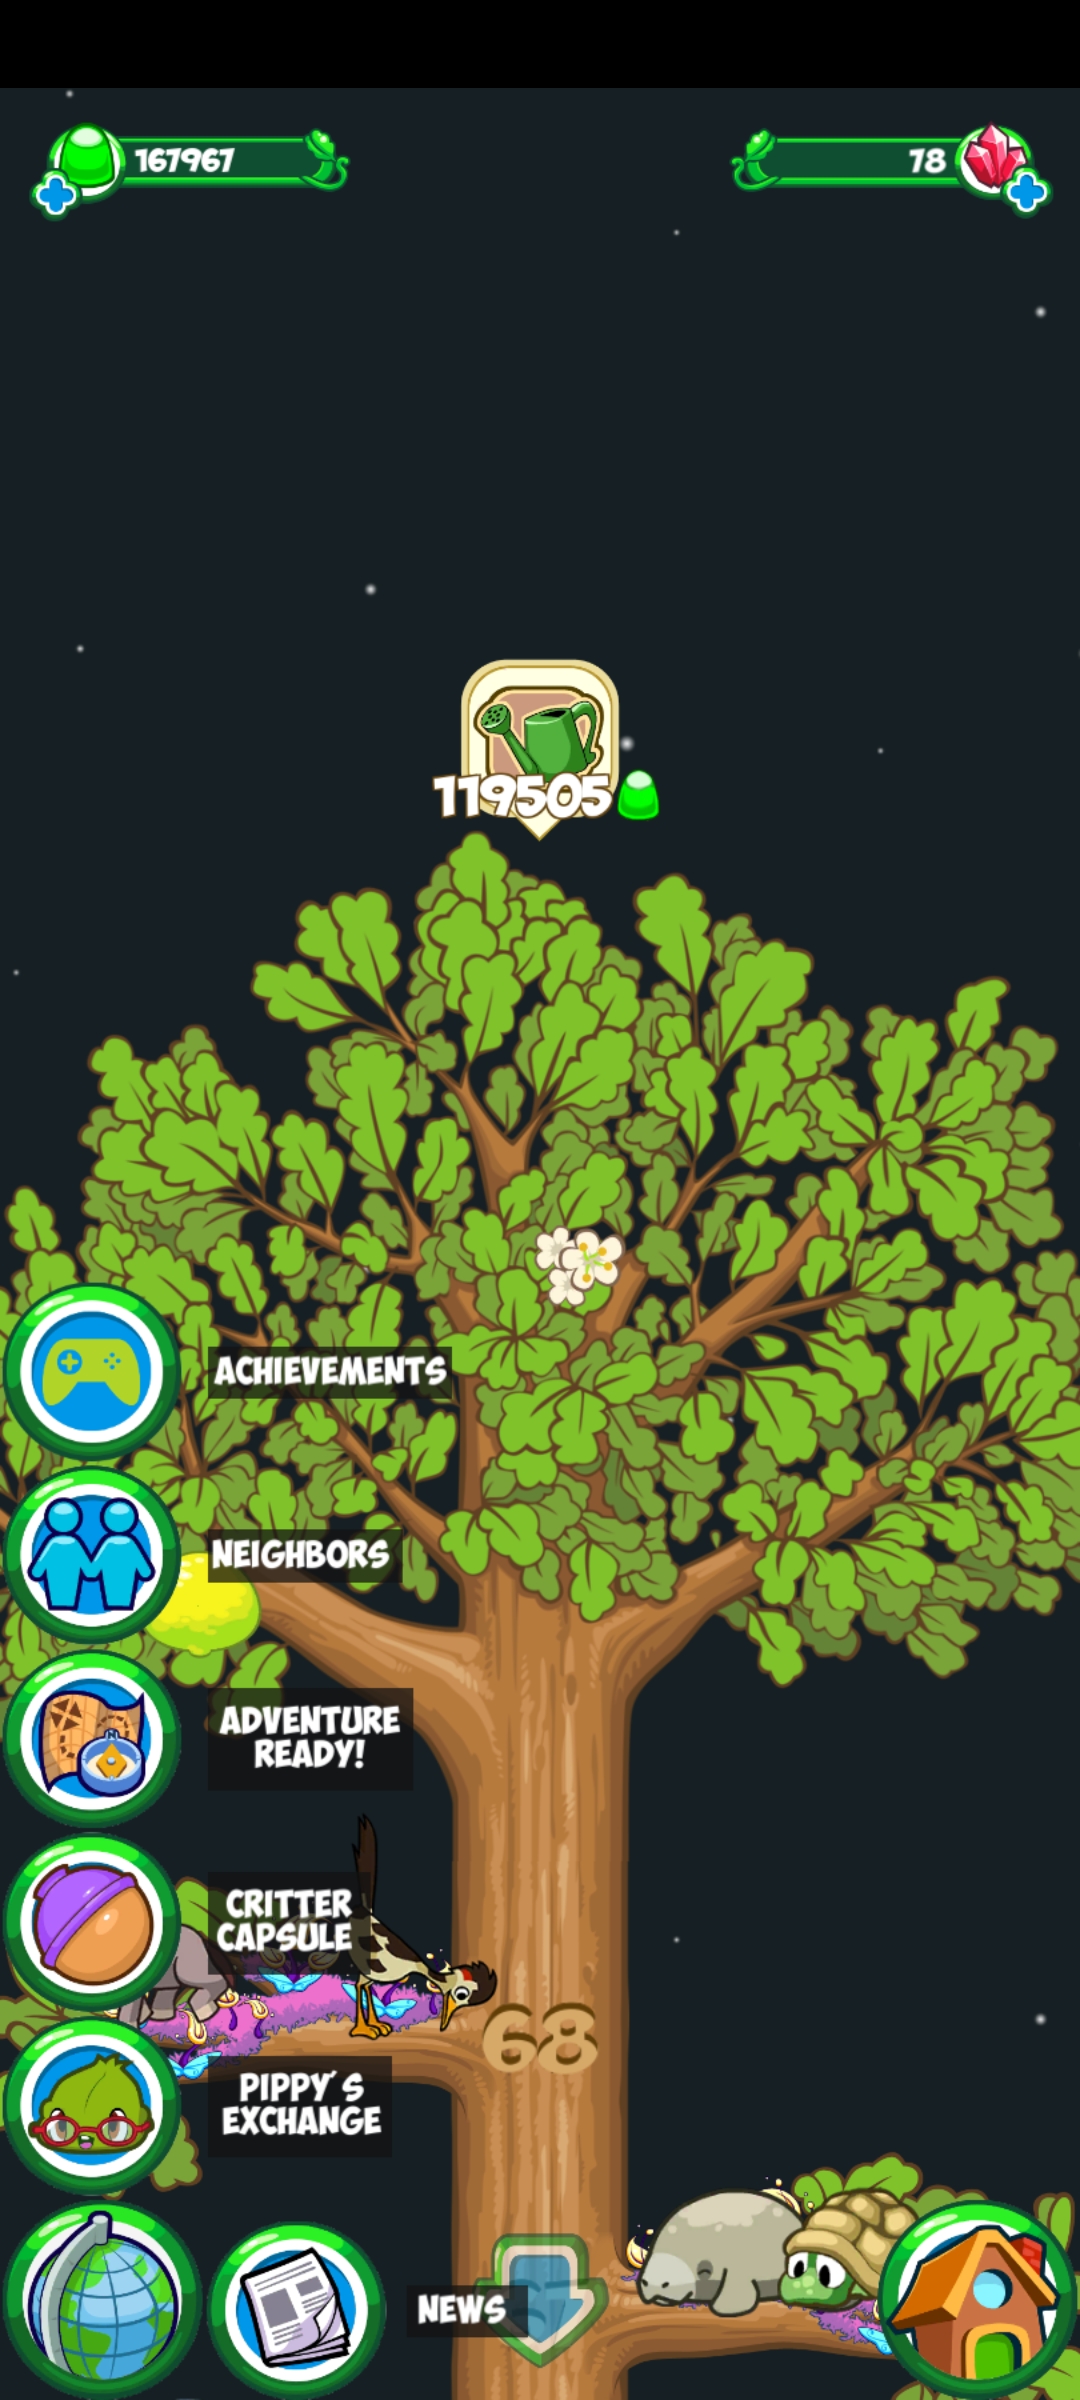 167967
78
119505
ACHIEVEMENTS
NEIGHBORS
ADVENTURE
READY!
CRITTER
CAPSULE
68
PIPPY'S
EXCHANGE
NEWS